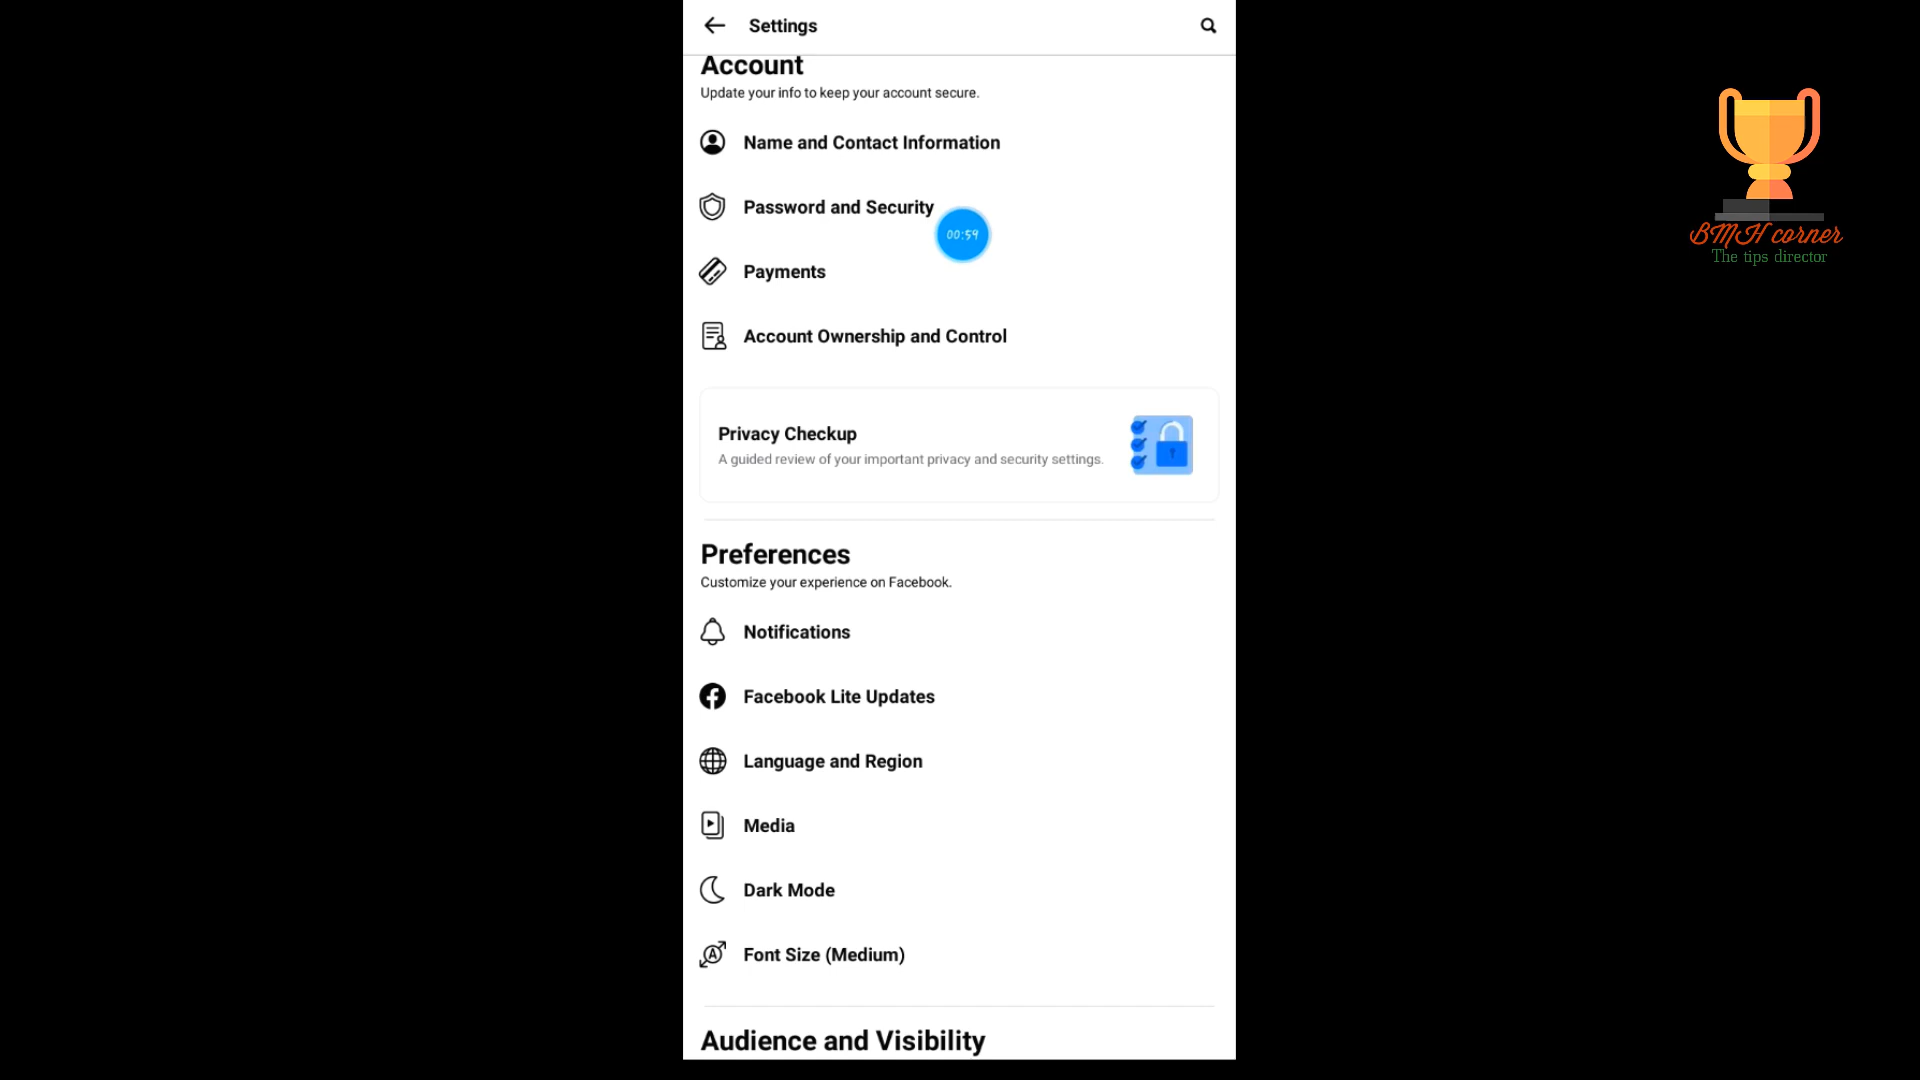 Settings
Account
Update your info to keep your account secure.
Name and Contact Information
Password and Security
00:59
Payments
Account Ownership and Control
Privacy Checkup
A guided review of your important privacy and security settings.
Preferences
Customize your experience on Facebook.
Notifications
Facebook Lite Updates
Language and Region
Media
Dark Mode
Font Size (Medium)
Audience and Visibility
BMH corner
The tips director